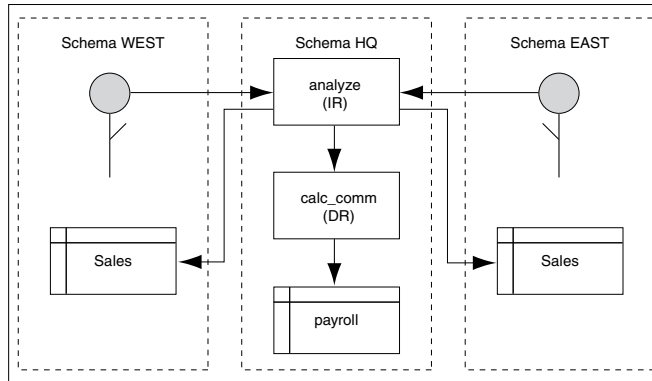 Schema WEST
Schema HQ
Schema EAST
analyze
(IR)
calc_comm
(DR)
Sales
Sales
payroll